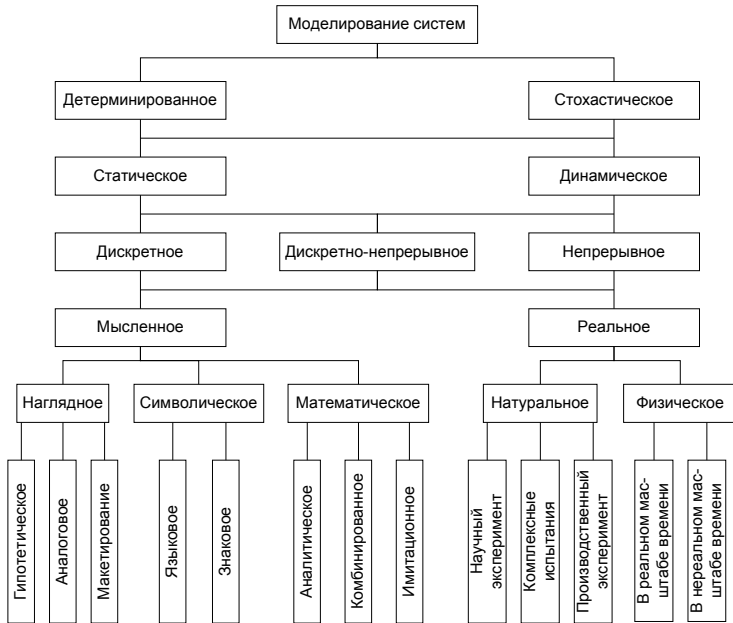 Моделирование систем
Детерминированное
Стохастическое
Статическое
Динамическое
Дискретное
Дискретно-непрерывное
Непрерывное
Мысленное
Реальное
Наглядное
Символическое
Математическое
Натуральное
Физическое
Гипотетическое
Аналоговое
Макетирование
Языковое
Знаковое
Аналитическое
Комбинированное
Имитационное
Научный
эксперимент
Комплексные
испытания
Производственный
эксперимент
В реальном мас-
штабе времени
В нереальном мас-
штабе времени